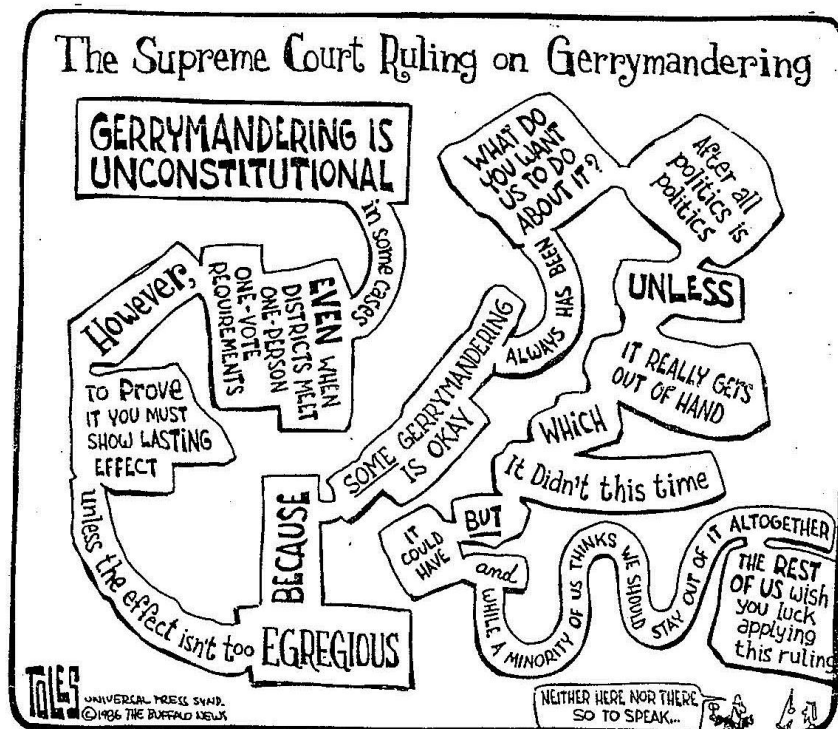 The Supreme Court Ruling on Gerrymandering
GERRYMANDERING IS
UNCONSTITUTIONAL
in some cases
EVEN WHEN
DISTRICTS MEET
ONE-PERSON
ONE-VOTE
REQUIREMENTS
However,
TO PROVE
IT YOU MUST
SHOW LASTING
EFFECT
unless the effect isn't too
EGREGIOUS
BECAUSE
SOME GERRYMANDERING
IS OKAY
ALWAYS HAS BEEN
WHAT DO
YOU WANT
US TO DO
ABOUT IT?
After all
politics is
politics
UNLESS
IT REALLY GETS
OUT OF HAND
WHICH
It Didn't this time
BUT
IT
COULD
HAVE
and
WHILE A MINORITY OF US THINKS WE SHOULD STAY OUT OF IT ALTOGETHER
THE REST
OF US wish
you luck
applying
this ruling
TOLES
UNIVERSAL PRESS SYND.
©1986 THE BUFFALO NEWS
NEITHER HERE NOR THERE
SO TO SPEAK...